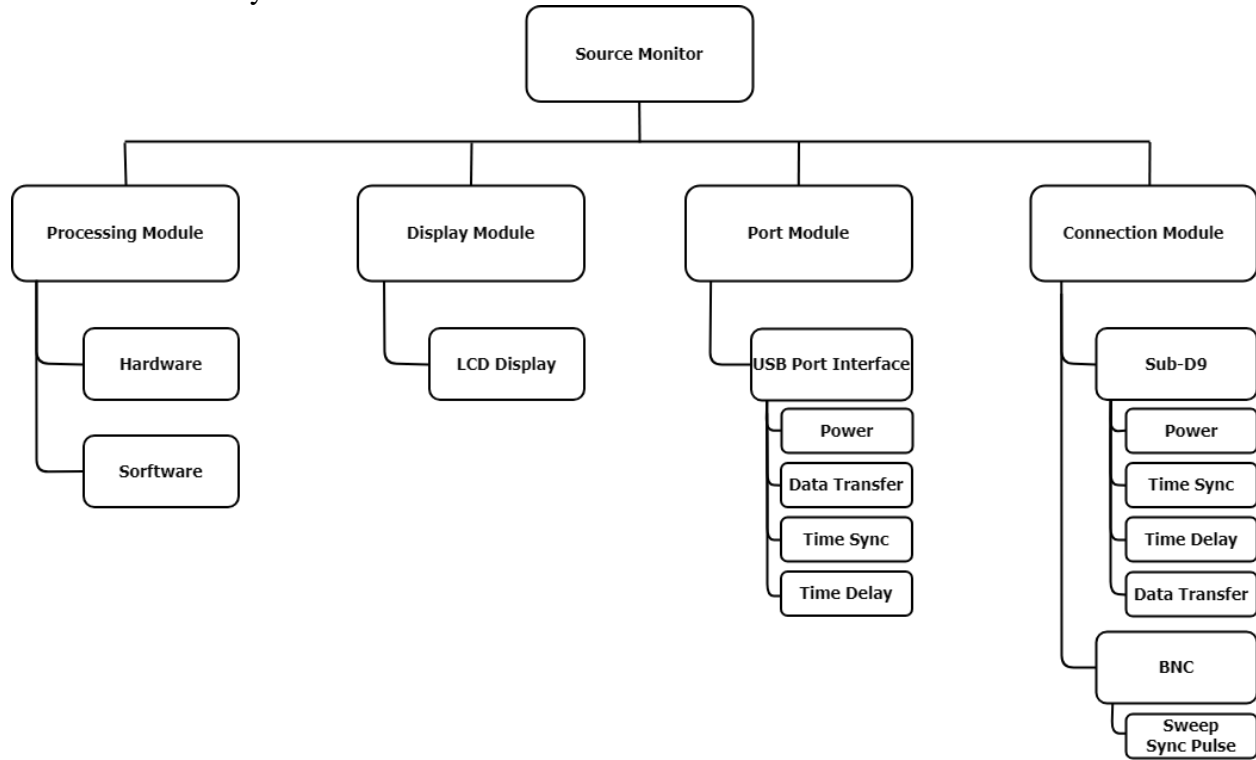 Source Monitor
Processing Module
Display Module
Port Module
Connection Module
Hardware
LCD Display
USB Port Interface
Sub-D9
Power
Power
Sorftware
Data Transfer
Time Sync
Time Sync
Time Delay
Time Delay
Data Transfer
BNC
Sweep
Sync Pulse